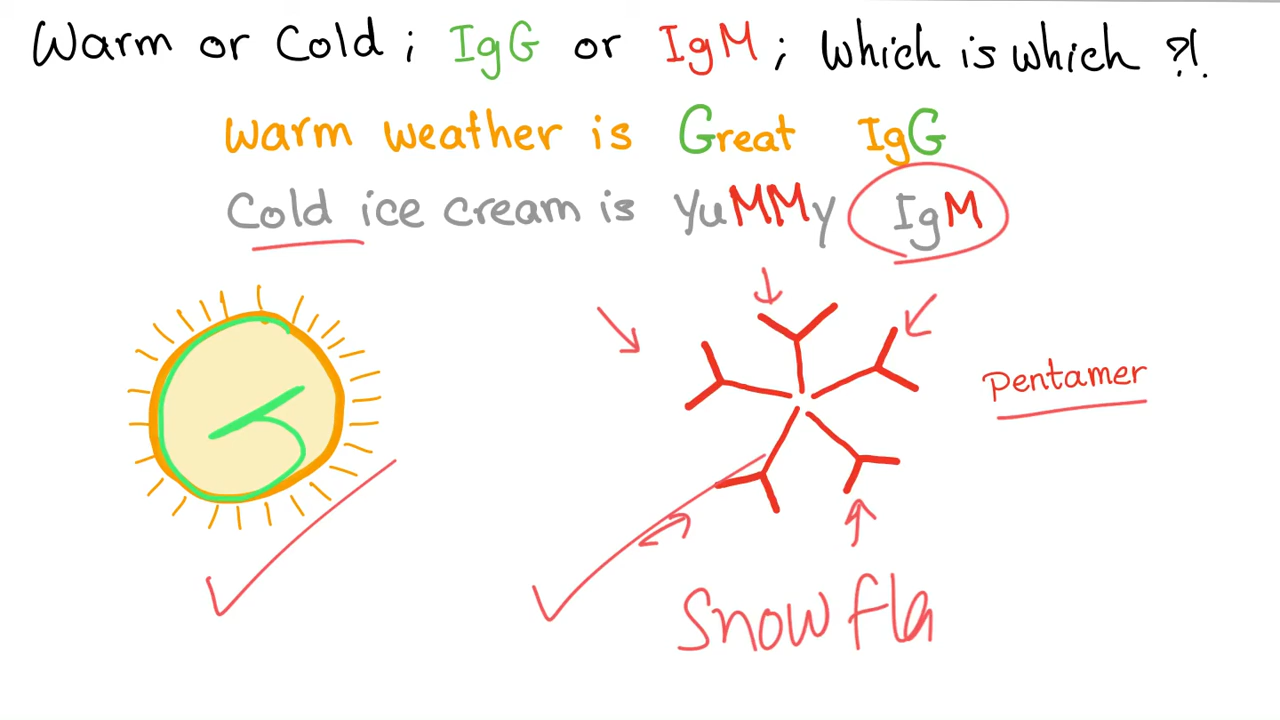 Warm or Cold; IgG or IgM; Which is which ?!
Warm weather is Great IgG
Cold ice cream is YuMMy IgM
Pentamer
Snow fla